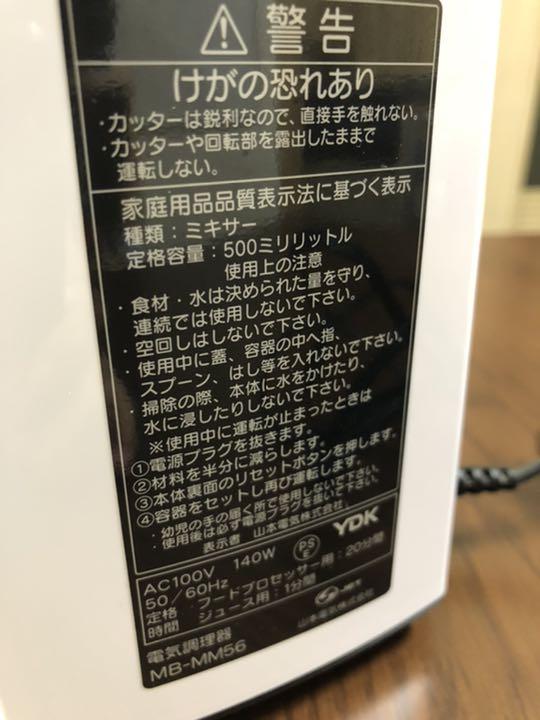 警告
けがの恐れあり
・カッターは鋭利なので、直接手を触れない。
・カッターや回転部を露出したままで
運転しない。
家庭用品品質表示法に基づく表示
種類：ミキサー
定格容量：500ミリリットル
使用上の注意
・食材・水は決められた量を守り、
連続では使用しないで下さい。
・空回しはしないで下さい。
・使用中に蓋、容器の中へ指、
スプーン、はし等を入れないで下さい。
・掃除の際、本体に水をかけたり、
水に浸したりしないで下さい。
※使用中に運転が止まったときは
①電源プラグを抜きます。
②材料を半分に減らします。
③本体裏面のリセットボタンを押します。
④容器をセットし再び運転します。
・幼児の手の届く所で使用しないで下さい。
・使用後は必ず電源プラグを抜いて下さい。
表示者 山本電気株式会社
YDK
AC100V 140W
PSE
50/60Hz
定格時間 フードプロセッサー用：20分間
ジュース用：1分間
山本電気株式会社
電気調理器
MB-MM56